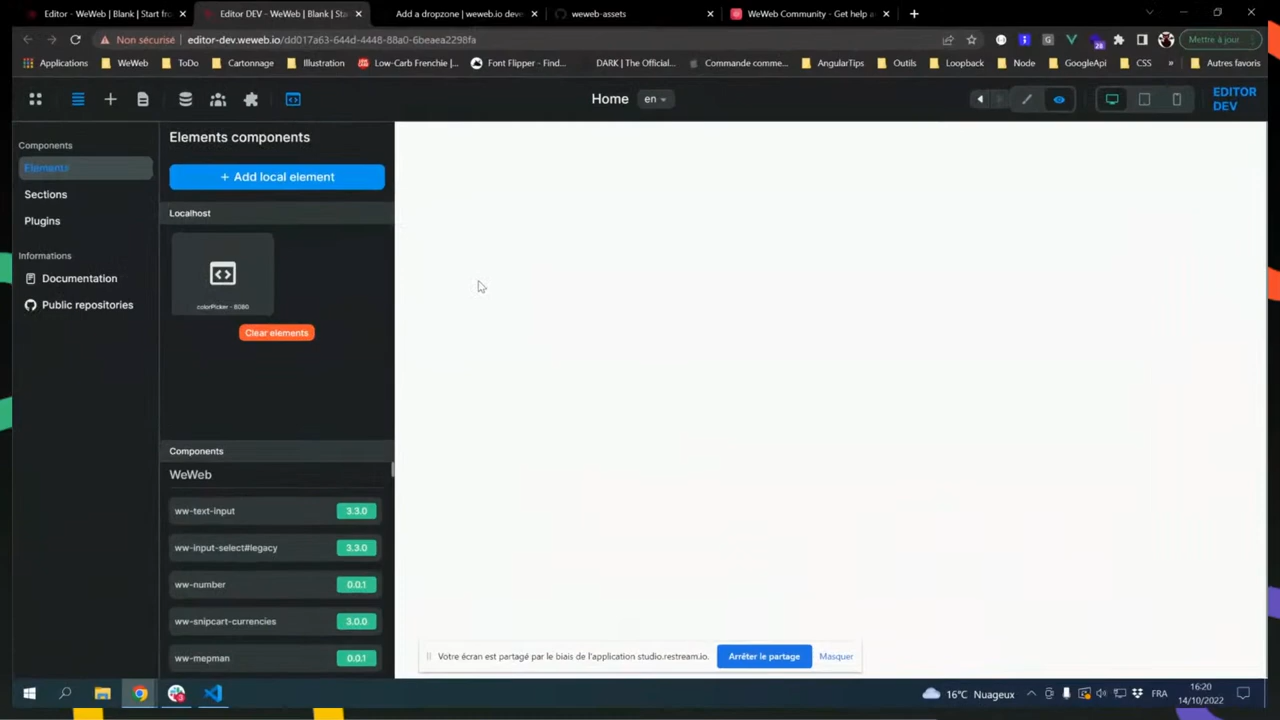 Editor - WeWeb | Blank | Start fro
Editor DEV - WeWeb | Blank | Sta
Add a dropzone | weweb.io deve
weweb-assets
WeWeb Community - Get help a
Non sécurisé
editor-dev.weweb.io/dd017a63-644d-4448-88a0-6beaea2298fa
28
Mettre à jour
Applications
WeWeb
ToDo
Cartonnage
Illustration
Low-Carb Frenchie |...
Font Flipper - Find...
DARK | The Official...
Commande comme...
AngularTips
Outils
Loopback
Node
GoogleApi
CSS
»
Autres favoris
Home
en
EDITOR
DEV
Components
Elements
Sections
Plugins
Informations
Documentation
Public repositories
Elements components
+ Add local element
Localhost
colorPicker - 8080
Clear elements
Components
WeWeb
ww-text-input
3.3.0
ww-input-select#legacy
3.3.0
ww-number
0.0.1
ww-snipcart-currencies
3.0.0
ww-mepman
0.0.1
Votre écran est partagé par le biais de l'application studio.restream.io.
Arrêter le partage
Masquer
16°C Nuageux
FRA
16:20
14/10/2022